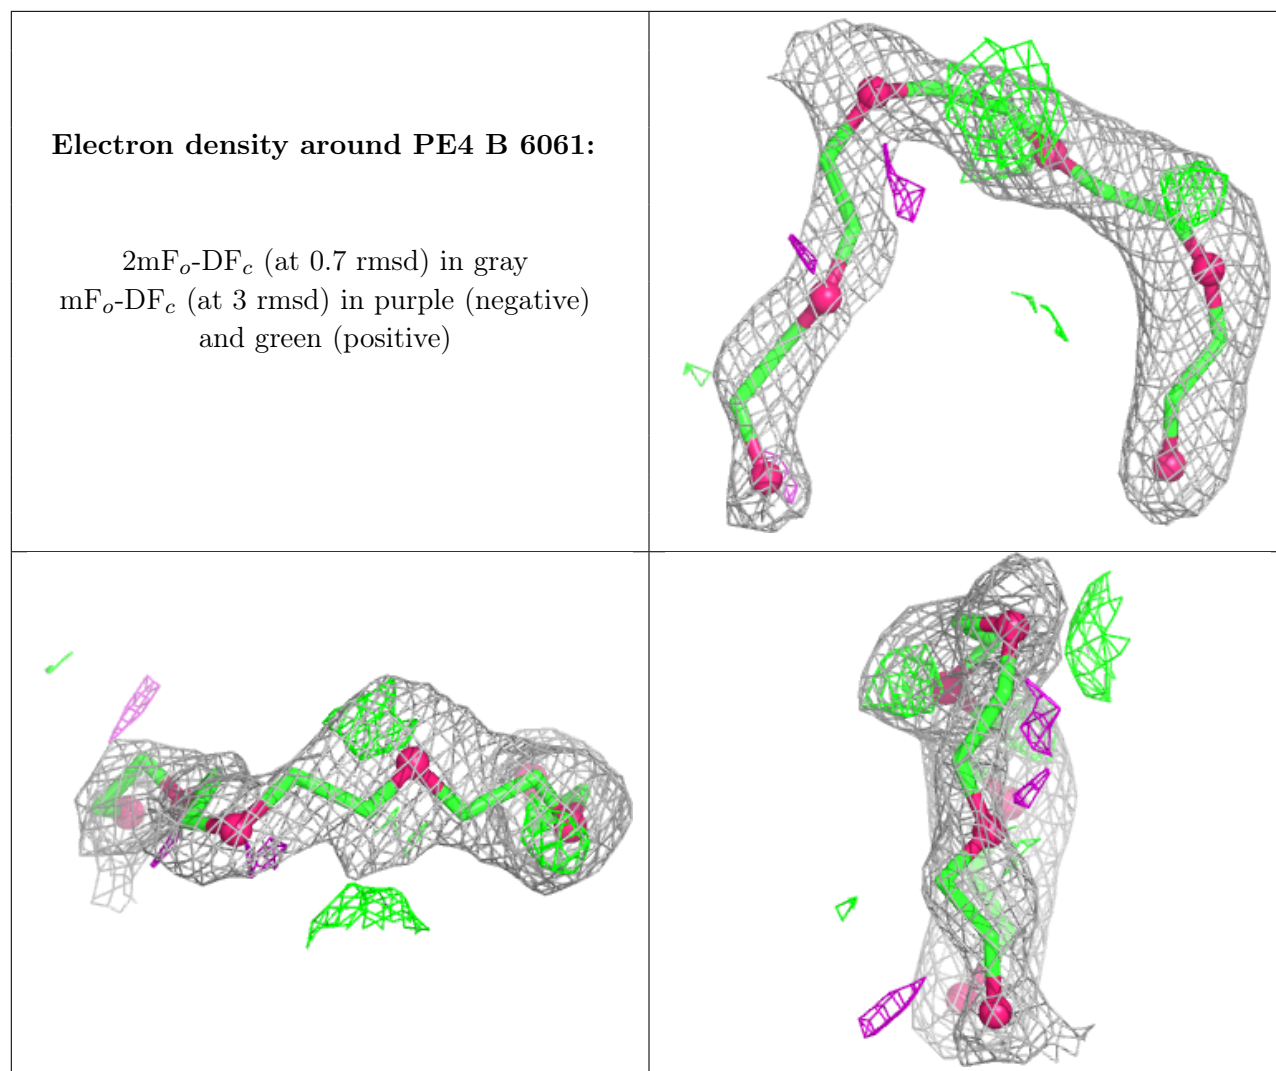 Electron density around PE4 B 6061:
2mFo-DFc (at 0.7 rmsd) in gray
mFo-DFc (at 3 rmsd) in purple (negative)
and green (positive)